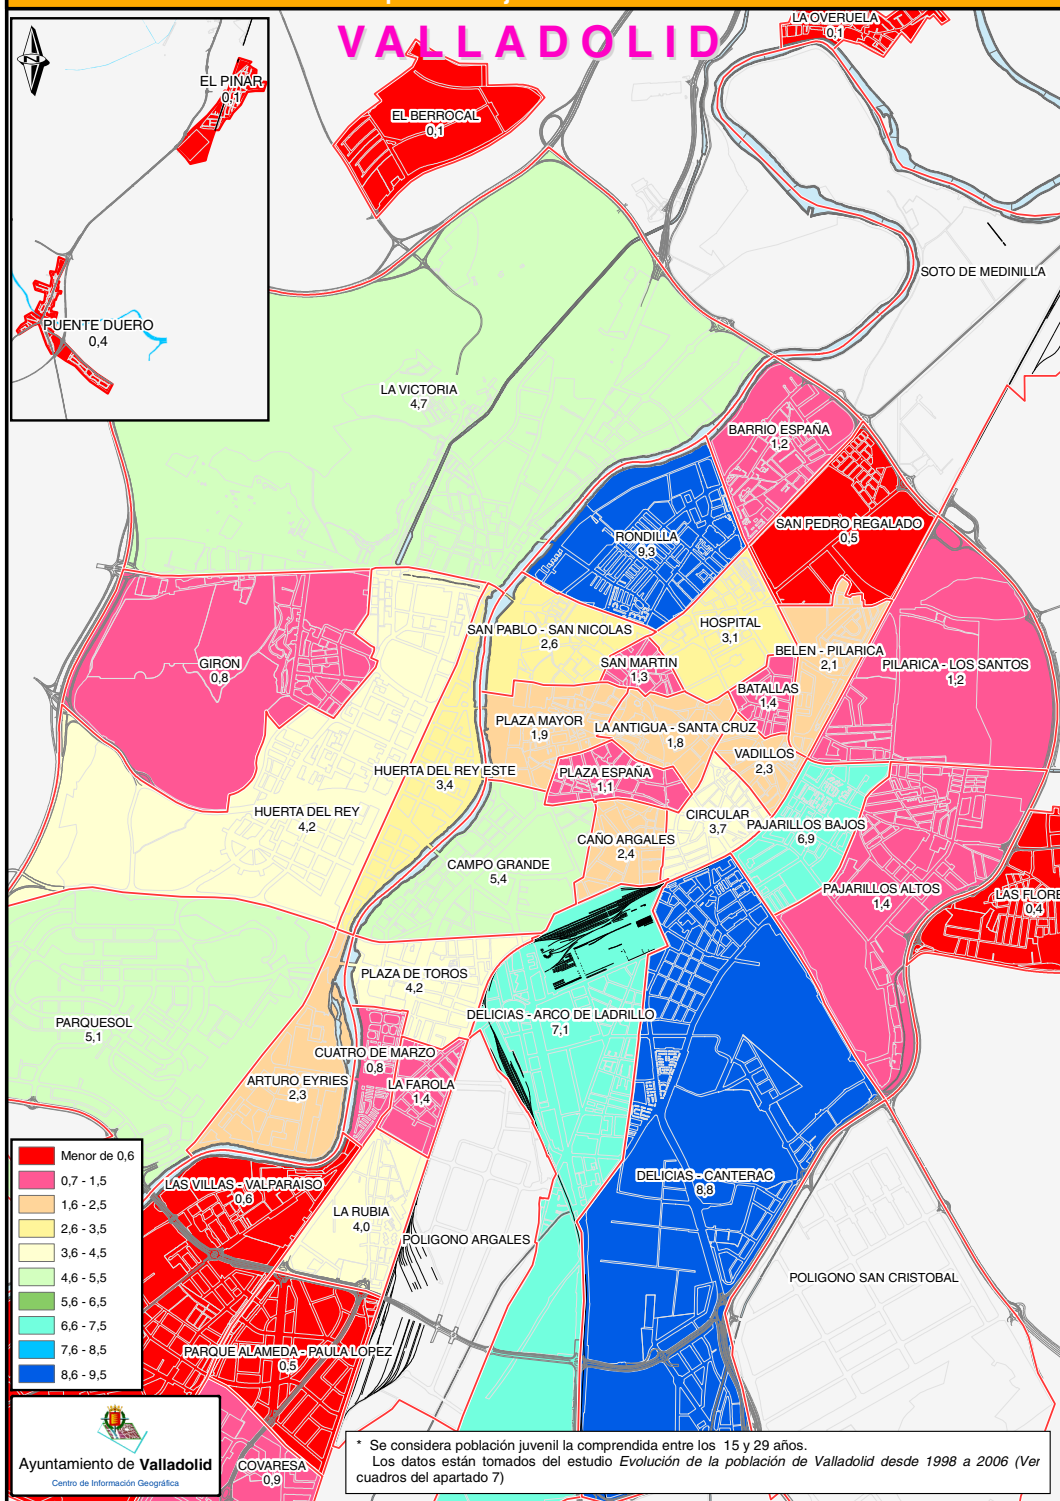 VALLADOLID
LA OVERUELA
0,1
EL PINAR
0,1
EL BERROCAL
0,1
SOTO DE MEDINILLA
PUENTE DUERO
0,4
LA VICTORIA
4,7
BARRIO ESPAÑA
1,2
SAN PEDRO REGALADO
0,5
RONDILLA
9,3
HOSPITAL
3,1
SAN PABLO - SAN NICOLAS
2,6
BELEN - PILARICA
2,1
PILARICA - LOS SANTOS
1,2
GIRON
0,8
SAN MARTIN
1,3
BATALLAS
1,4
PLAZA MAYOR
1,9
LA ANTIGUA - SANTA CRUZ
1,8
VADILLOS
2,3
HUERTA DEL REY ESTE
3,4
PLAZA ESPAÑA
1,1
HUERTA DEL REY
4,2
CIRCULAR
3,7
PAJARILLOS BAJOS
6,9
CAÑO ARGALES
2,4
CAMPO GRANDE
5,4
PAJARILLOS ALTOS
1,4
LAS FLORE
0,4
PLAZA DE TOROS
4,2
PARQUESOL
5,1
DELICIAS - ARCO DE LADRILLO
7,1
CUATRO DE MARZO
0,8
ARTURO EYRIES
2,3
LA FAROLA
1,4
LAS VILLAS - VALPARAISO
0,6
DELICIAS - CANTERAC
8,8
LA RUBIA
4,0
POLIGONO ARGALES
POLIGONO SAN CRISTOBAL
PARQUE ALAMEDA - PAULA LOPEZ
0,5
COVARESA
0,9
Menor de 0,6
0,7 - 1,5
1,6 - 2,5
2,6 - 3,5
3,6 - 4,5
4,6 - 5,5
5,6 - 6,5
6,6 - 7,5
7,6 - 8,5
8,6 - 9,5
Ayuntamiento de Valladolid
Centro de Información Geográfica
* Se considera población juvenil la comprendida entre los 15 y 29 años.
Los datos están tomados del estudio Evolución de la población de Valladolid desde 1998 a 2006 (Ver
cuadros del apartado 7)